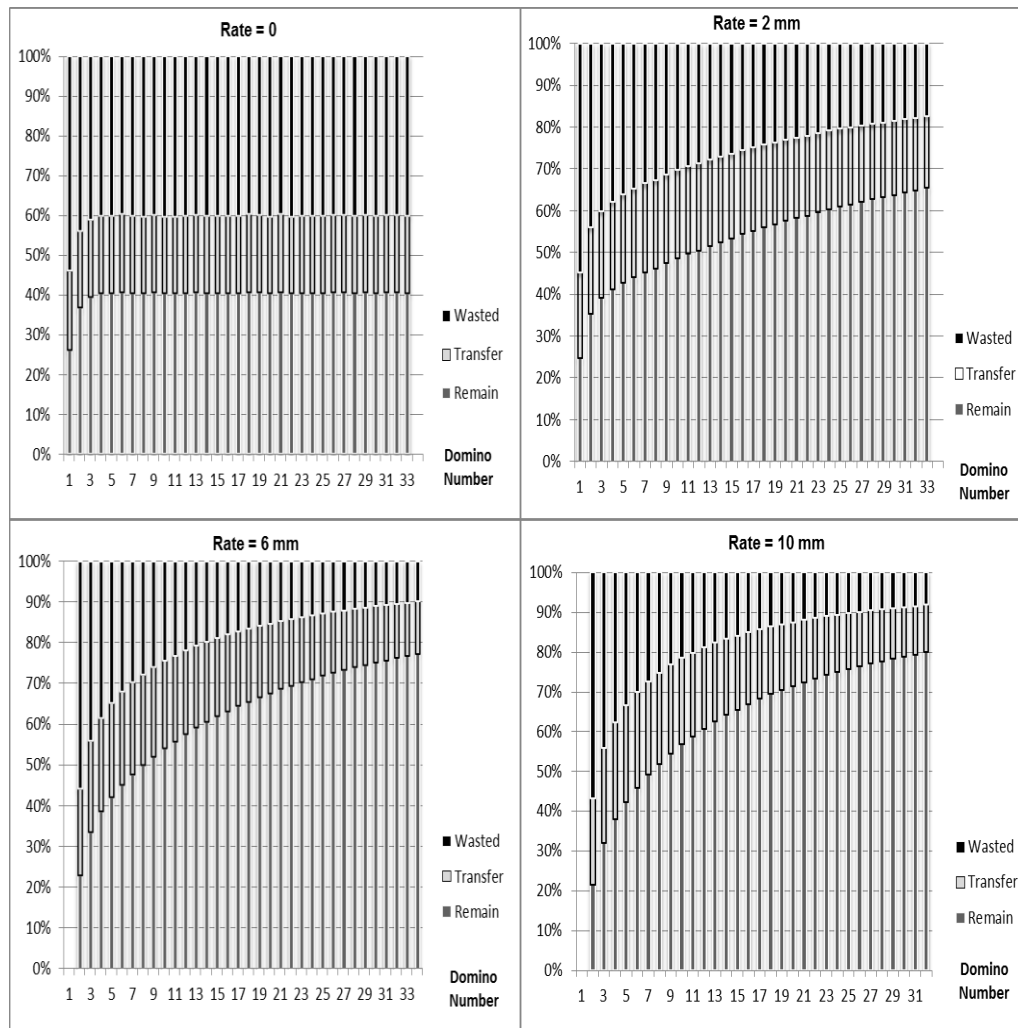 Rate = 0
100%
90%
80%
70%
60%
50%
40%
30%
20%
10%
0%
1 3 5 7 9 11 13 15 17 19 21 23 25 27 29 31 33
Wasted
Transfer
Remain
Domino
Number
Rate = 2 mm
100%
90%
80%
70%
60%
50%
40%
30%
20%
10%
0%
1 3 5 7 9 11 13 15 17 19 21 23 25 27 29 31 33
Wasted
Transfer
Remain
Domino
Number
Rate = 6 mm
100%
90%
80%
70%
60%
50%
40%
30%
20%
10%
0%
1 3 5 7 9 11 13 15 17 19 21 23 25 27 29 31 33
Wasted
Transfer
Remain
Domino
Number
Rate = 10 mm
100%
90%
80%
70%
60%
50%
40%
30%
20%
10%
0%
1 3 5 7 9 11 13 15 17 19 21 23 25 27 29 31
Wasted
Transfer
Remain
Domino
Number